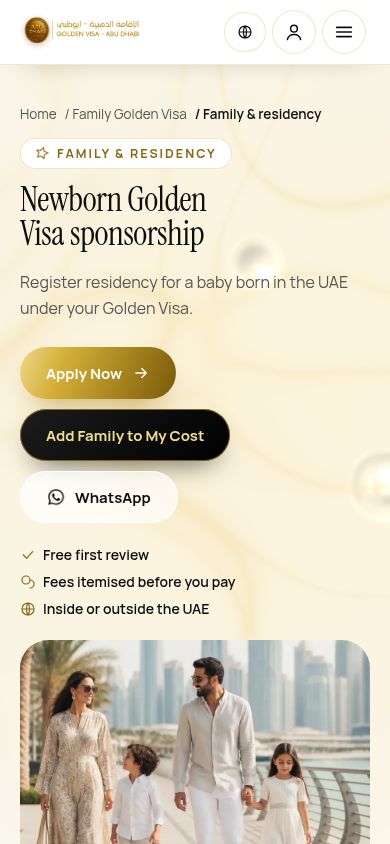 ABU DHABI
الإقامة الذهبية - أبوظبي
GOLDEN VISA - ABU DHABI
Home / Family Golden Visa / Family & residency
FAMILY & RESIDENCY
Newborn Golden
Visa sponsorship
Register residency for a baby born in the UAE
under your Golden Visa.
Apply Now
Add Family to My Cost
WhatsApp
Free first review
Fees itemised before you pay
Inside or outside the UAE